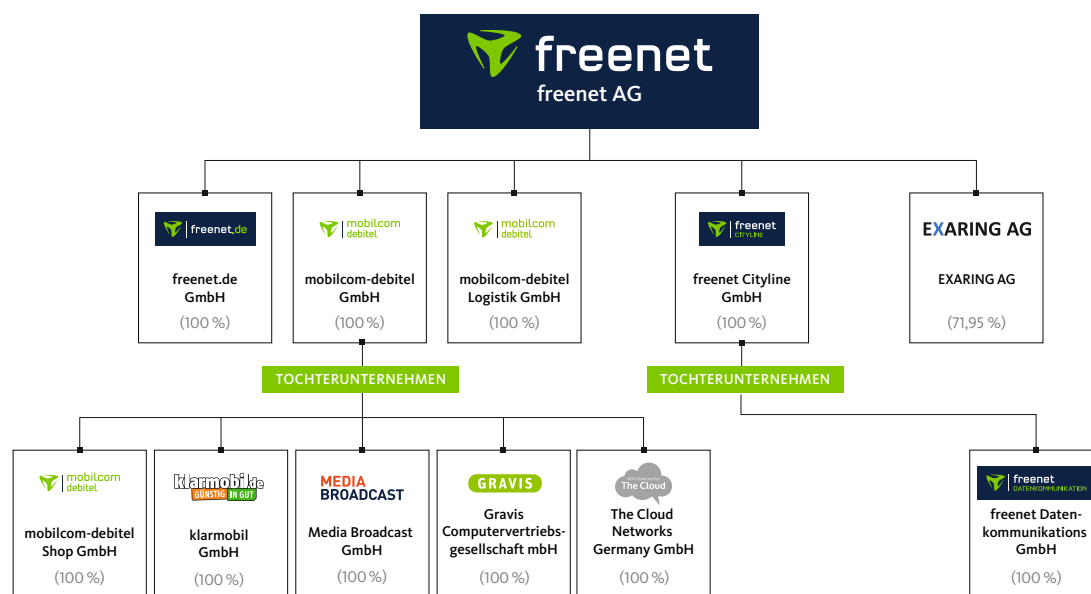 freenet
freenet AG
freenet.de
freenet.de
GmbH
(100 %)
mobilcom
debitel
mobilcom-debitel
GmbH
(100 %)
mobilcom
debitel
mobilcom-debitel
Logistik GmbH
(100 %)
freenet
CITYLINE
freenet Cityline
GmbH
(100 %)
EXARING AG
EXARING AG
(71,95 %)
TOCHTERUNTERNEHMEN
TOCHTERUNTERNEHMEN
mobilcom
debitel
mobilcom-debitel
Shop GmbH
(100 %)
klarmobil.de
GÜNSTIG IN GUT
klarmobil
GmbH
(100 %)
MEDIA
BROADCAST
Media Broadcast
GmbH
(100 %)
GRAVIS
Gravis
Computervertriebs-
gesellschaft mbH
(100 %)
Wifi Powered by
The Cloud
The Cloud
Networks
Germany GmbH
(100 %)
freenet
DATENKOMMUNIKATION
freenet Daten-
kommunikations
GmbH
(100 %)